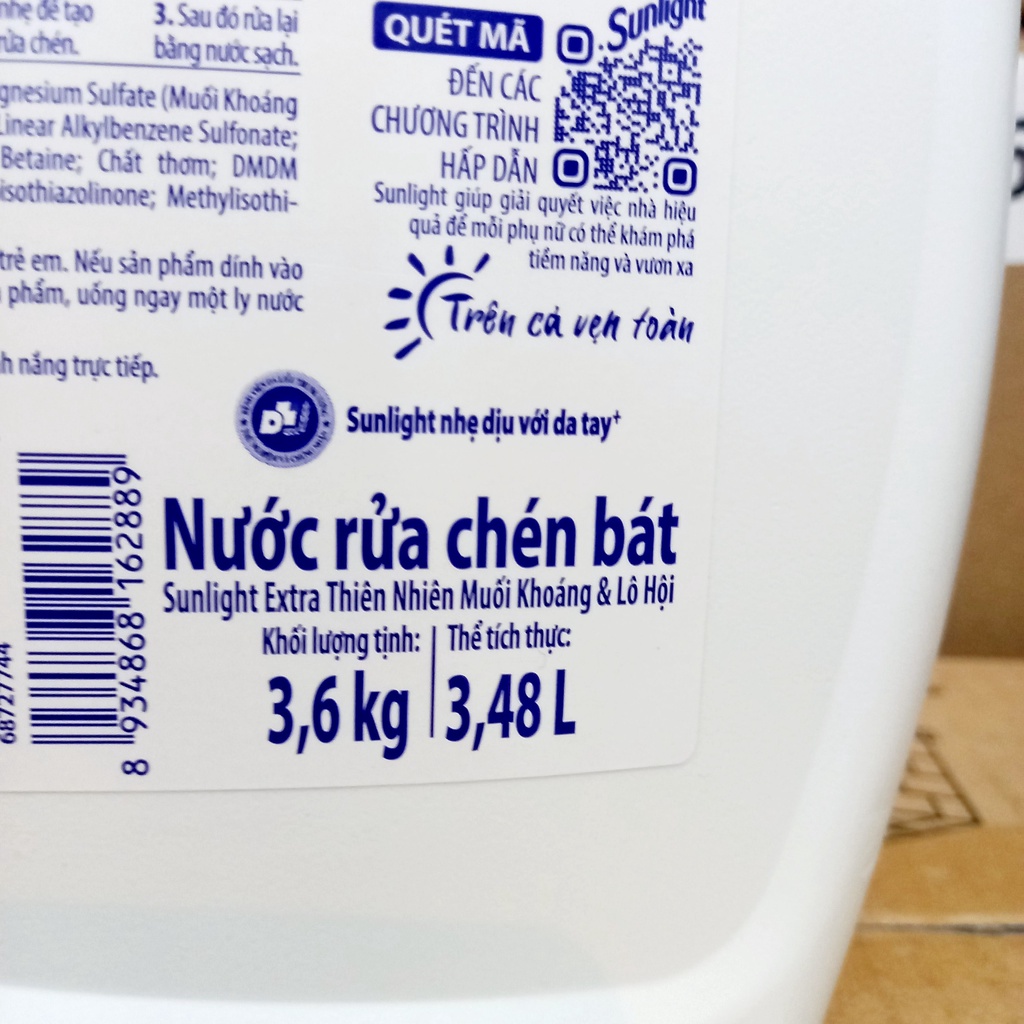 nhẹ để tạo
rửa chén.
3. Sau đó rửa lại
bằng nước sạch.
gnesium Sulfate (Muối Khoáng
Linear Alkylbenzene Sulfonate;
Betaine; Chất thơm; DMDM
isothiazolinone; Methylisothi-
trẻ em. Nếu sản phẩm dính vào
phẩm, uống ngay một ly nước
nh nắng trực tiếp.
QUÉT MÃ
ĐẾN CÁC
CHƯƠNG TRÌNH
HẤP DẪN
Sunlight
Sunlight giúp giải quyết việc nhà hiệu
quả để mỗi phụ nữ có thể khám phá
tiềm năng và vươn xa
Trên cả vẹn toàn
Sunlight nhẹ dịu với da tay+
Nước rửa chén bát
Sunlight Extra Thiên Nhiên Muối Khoáng & Lô Hội
Khối lượng tịnh: Thể tích thực:
3,6 kg 3,48 L
8 934868 162889
68727744